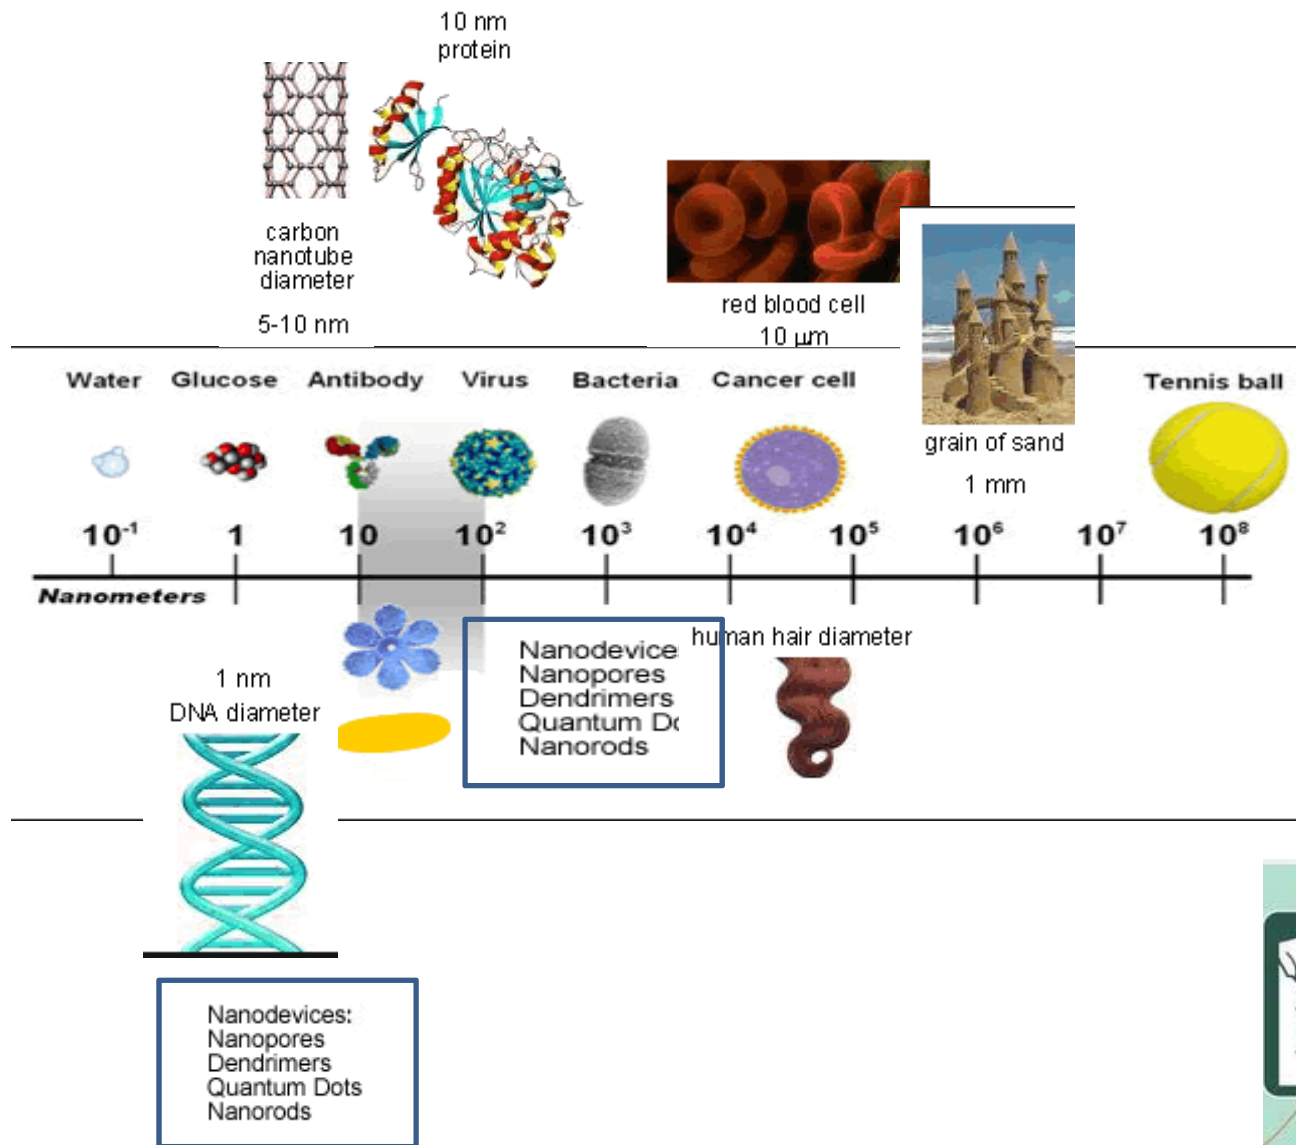 10 nm
protein
carbon
nanotube
diameter
5-10 nm
red blood cell
10 µm
Water Glucose Antibody Virus Bacteria Cancer cell Tennis ball
grain of sand
1 mm
10⁻¹ 1 10 10² 10³ 10⁴ 10⁵ 10⁶ 10⁷ 10⁸
Nanometers
human hair diameter
Nanodevice
Nanopores
Dendrimers
Quantum
Nanorods
1 nm
DNA diameter
Nanodevices:
Nanopores
Dendrimers
Quantum Dots
Nanorods